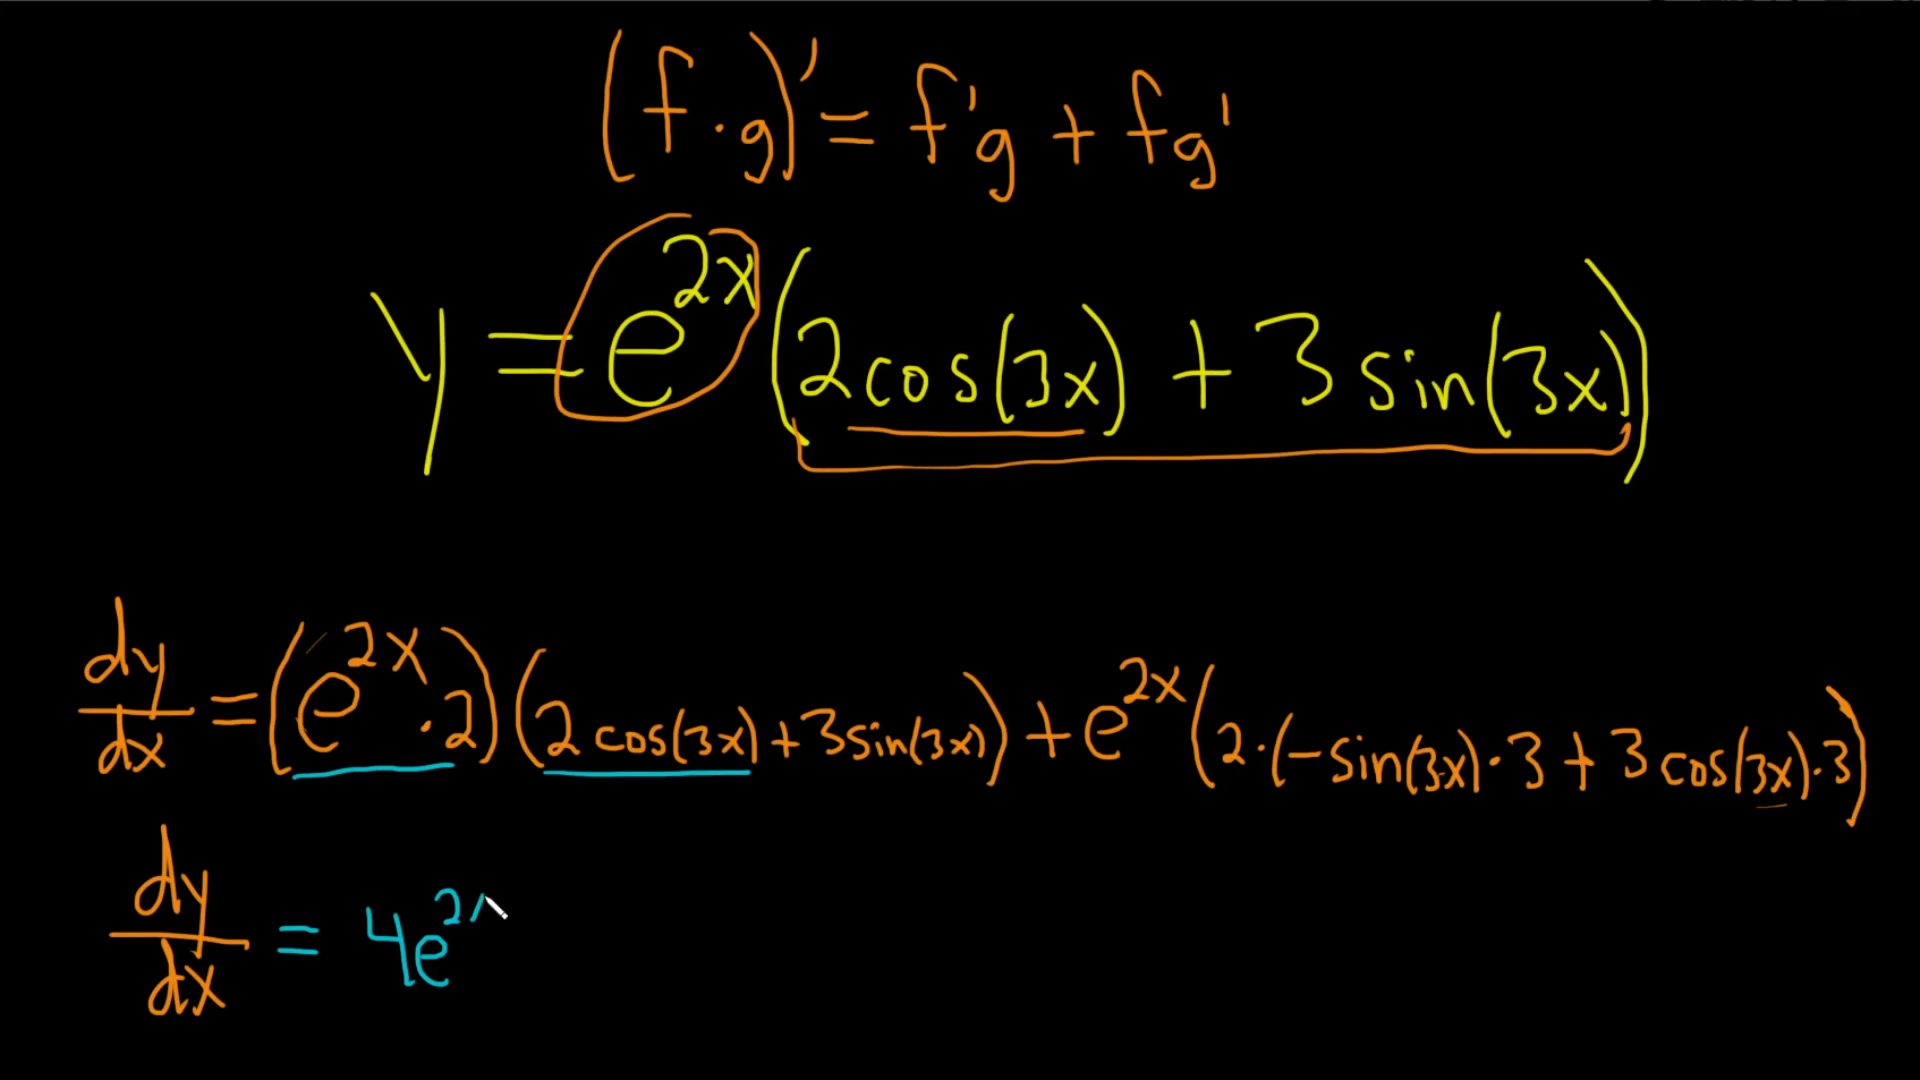 (f·g)' = f'g + fg'
y = e^{2x} (2cos(3x) + 3sin(3x))
dy/dx = (e^{2x}·2)(2cos(3x)+3sin(3x)) + e^{2x}(2·(-sin(3x)·3 + 3cos(3x)·3)
dy/dx = 4e^{2